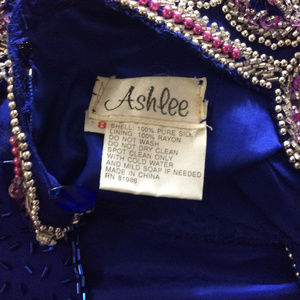 Ashlee
8
SHELL: 100% PURE SILK
LINING: 100% RAYON
DO NOT WASH
DO NOT DRY CLEAN
SPOT CLEAN ONLY
WITH COLD WATER
AND MILD SOAP IF NEEDED
MADE IN CHINA
RN 81986